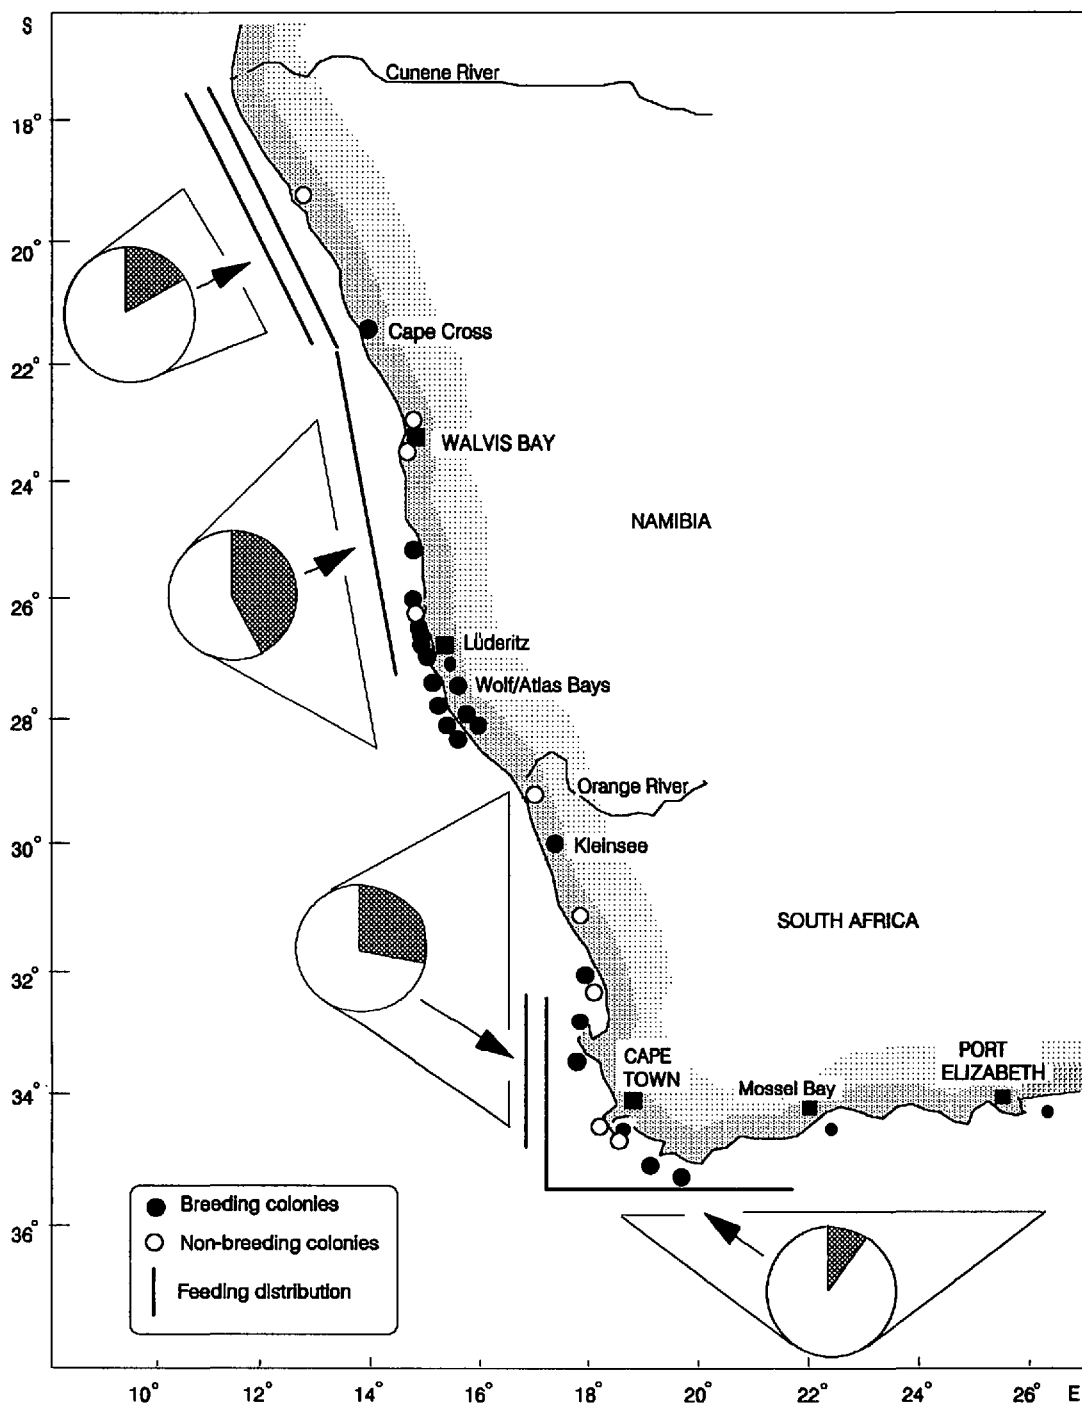 S
Cunene River
18°
20°
Cape Cross
22°
WALVIS BAY
24°
NAMIBIA
26°
Lüderitz
Wolf/Atlas Bays
28°
Orange River
30°
Kleinsee
SOUTH AFRICA
32°
CAPE
TOWN
PORT
ELIZABETH
Mossel Bay
34°
Breeding colonies
36°
Non-breeding colonies
Feeding distribution
10° 12° 14° 16° 18° 20° 22° 24° 26° E